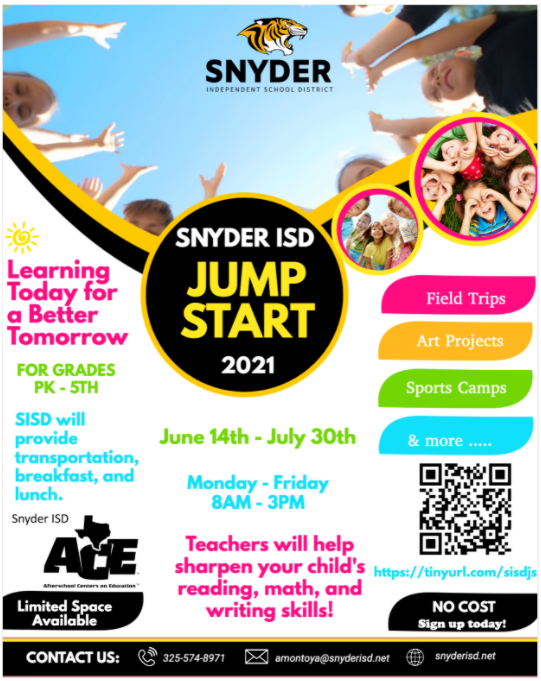 SNYDER
INDEPENDENT SCHOOL DISTRICT
SNYDER ISD
JUMP
START
2021
Learning
Today for
a Better
Tomorrow
FOR GRADES
PK - 5TH
SISD will
provide
transportation,
breakfast, and
lunch.
Snyder ISD
ACE
Afterschool Centers on Education™
Limited Space
Available
June 14th - July 30th
Monday - Friday
8AM - 3PM
Teachers will help
sharpen your child's
reading, math, and
writing skills!
Field Trips
Art Projects
Sports Camps
& more .....
https://tinyurl.com/sisdjs
NO COST
Sign up today!
CONTACT US: 325-574-8971 amontoya@snyderisd.net snyderisd.net